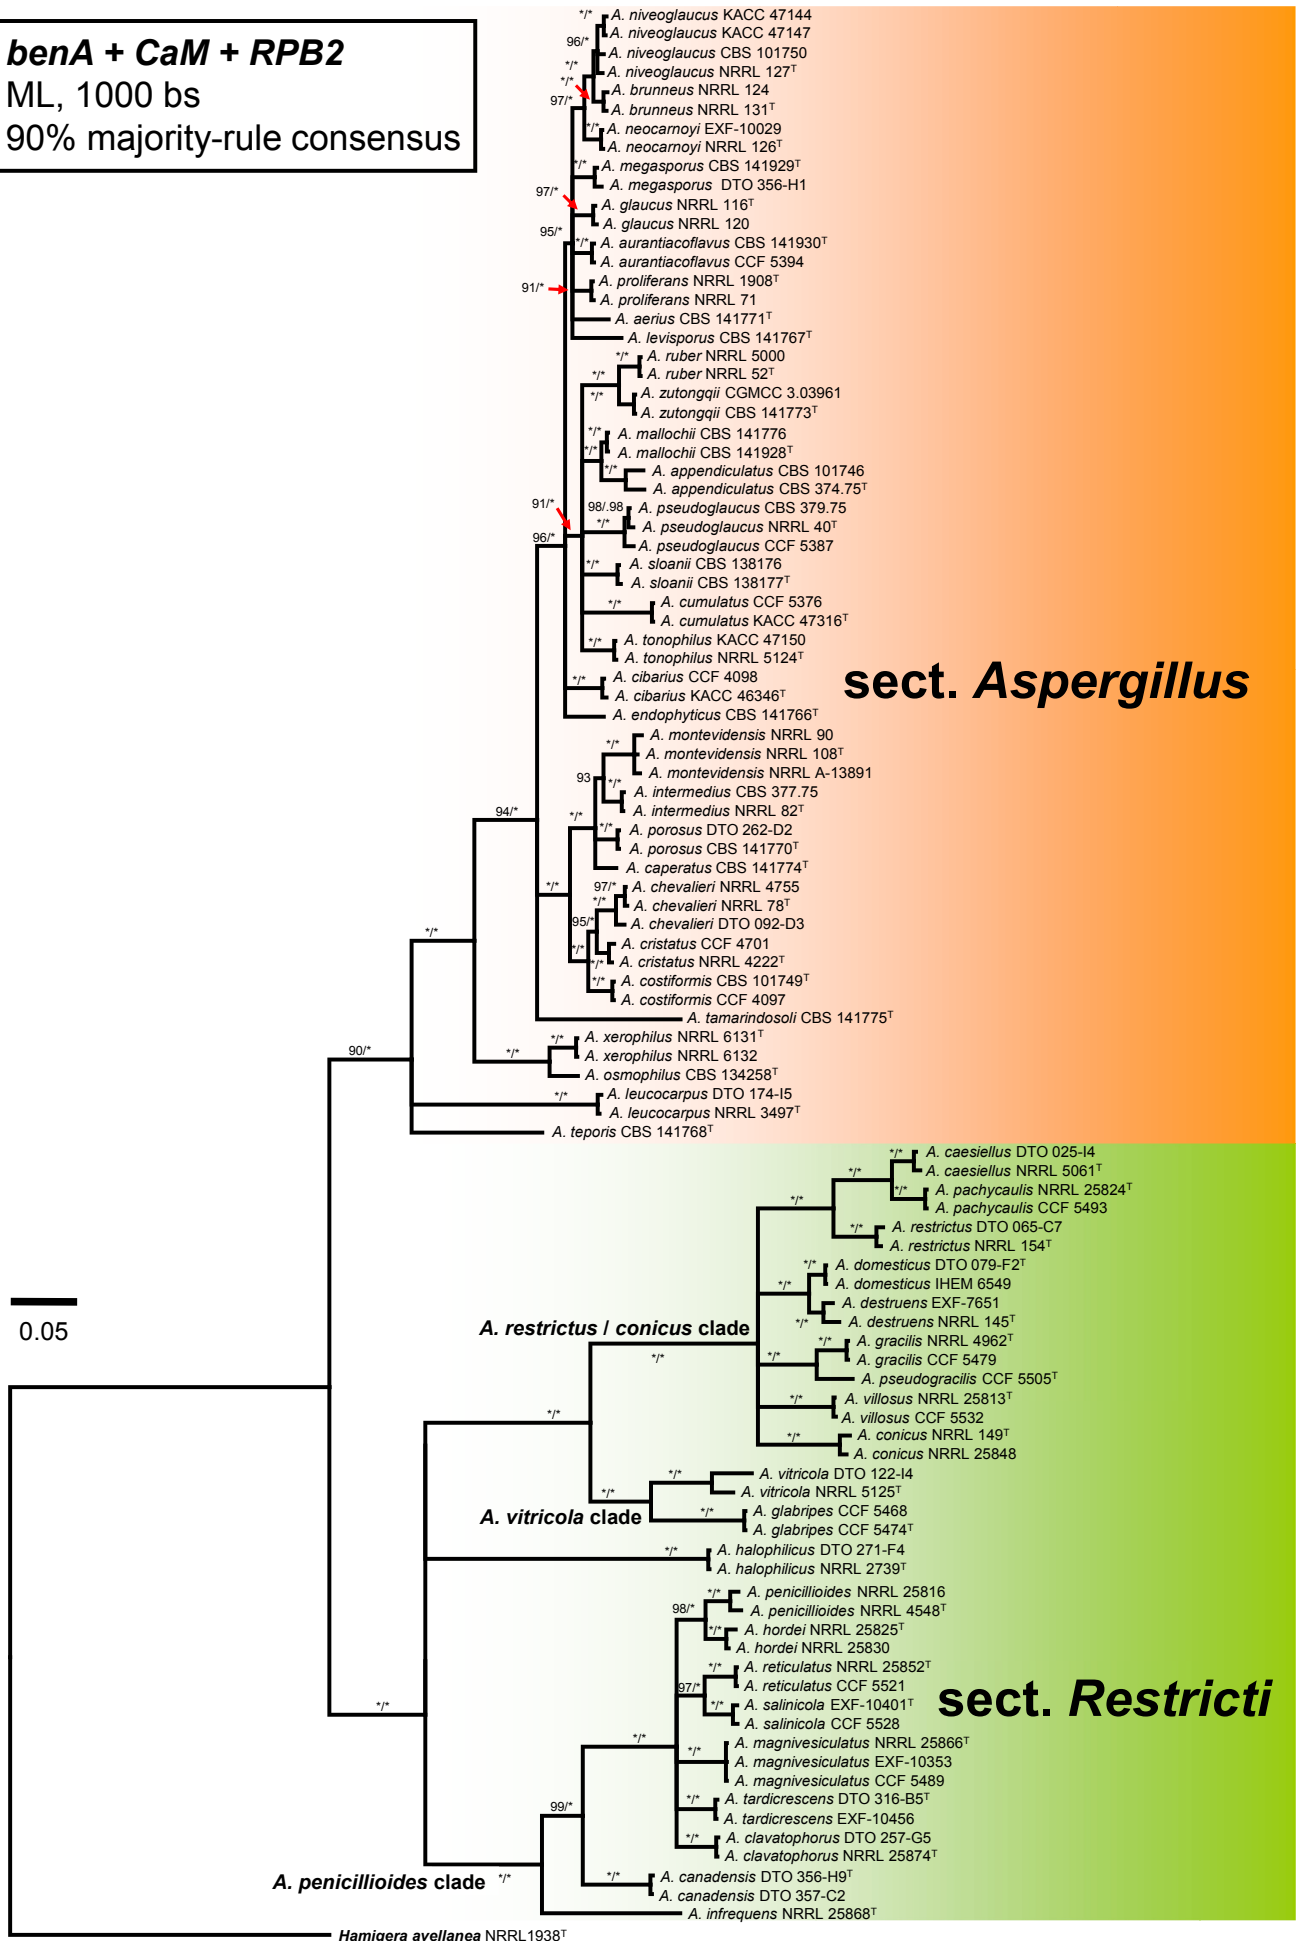 benA + CaM + RPB2
ML, 1000 bs
90% majority-rule consensus
*/* A. niveoglaucus KACC 47144
A. niveoglaucus KACC 47147
96/*
A. niveoglaucus CBS 101750
*/*
A. niveoglaucus NRRL 127ᵀ
*/*
A. brunneus NRRL 124
97/*
A. brunneus NRRL 131ᵀ
*/* A. neocarnoyi EXF-10029
A. neocarnoyi NRRL 126ᵀ
*/* A. megasporus CBS 141929ᵀ
A. megasporus DTO 356-H1
97/*
A. glaucus NRRL 116ᵀ
A. glaucus NRRL 120
95/*
*/* A. aurantiacoflavus CBS 141930ᵀ
A. aurantiacoflavus CCF 5394
A. proliferans NRRL 1908ᵀ
91/*
A. proliferans NRRL 71
A. aerius CBS 141771ᵀ
A. levisporus CBS 141767ᵀ
*/* A. ruber NRRL 5000
*/* A. ruber NRRL 52ᵀ
*/* A. zutongqii CGMCC 3.03961
A. zutongqii CBS 141773ᵀ
*/* A. mallochii CBS 141776
*/* A. mallochii CBS 141928ᵀ
*/* A. appendiculatus CBS 101746
A. appendiculatus CBS 374.75ᵀ
91/*
98/.98 A. pseudoglaucus CBS 379.75
*/* A. pseudoglaucus NRRL 40ᵀ
96/*
A. pseudoglaucus CCF 5387
*/* A. sloanii CBS 138176
A. sloanii CBS 138177ᵀ
*/* A. cumulatus CCF 5376
A. cumulatus KACC 47316ᵀ
*/* A. tonophilus KACC 47150
A. tonophilus NRRL 5124ᵀ
sect. Aspergillus
*/* A. cibarius CCF 4098
A. cibarius KACC 46346ᵀ
A. endophyticus CBS 141766ᵀ
A. montevidensis NRRL 90
*/* A. montevidensis NRRL 108ᵀ
A. montevidensis NRRL A-13891
93
*/* A. intermedius CBS 377.75
A. intermedius NRRL 82ᵀ
94/*
*/*
*/* A. porosus DTO 262-D2
A. porosus CBS 141770ᵀ
A. caperatus CBS 141774ᵀ
*/*
97/* A. chevalieri NRRL 4755
*/* A. chevalieri NRRL 78ᵀ
95/*
A. chevalieri DTO 092-D3
*/*
A. cristatus CCF 4701
*/* A. cristatus NRRL 4222ᵀ
*/* A. costiformis CBS 101749ᵀ
A. costiformis CCF 4097
*/*
A. tamarindosoli CBS 141775ᵀ
*/* A. xerophilus NRRL 6131ᵀ
*/* A. xerophilus NRRL 6132
90/*
A. osmophilus CBS 134258ᵀ
*/* A. leucocarpus DTO 174-I5
A. leucocarpus NRRL 3497ᵀ
A. teporis CBS 141768ᵀ
*/* A. caesiellus DTO 025-I4
*/* A. caesiellus NRRL 5061ᵀ
*/* A. pachycaulis NRRL 25824ᵀ
*/*
A. pachycaulis CCF 5493
*/* A. restrictus DTO 065-C7
A. restrictus NRRL 154ᵀ
*/* A. domesticus DTO 079-F2ᵀ
*/* A. domesticus IHEM 6549
A. destruens EXF-7651
*/* A. destruens NRRL 145ᵀ
0.05
A. restrictus / conicus clade
*/*
*/* A. gracilis NRRL 4962ᵀ
*/* A. gracilis CCF 5479
A. pseudogracilis CCF 5505ᵀ
*/* A. villosus NRRL 25813ᵀ
A. villosus CCF 5532
*/* A. conicus NRRL 149ᵀ
A. conicus NRRL 25848
*/*
*/* A. vitricola DTO 122-I4
*/* A. vitricola NRRL 5125ᵀ
A. vitricola clade
*/* A. glabripes CCF 5468
A. glabripes CCF 5474ᵀ
*/* A. halophilicus DTO 271-F4
A. halophilicus NRRL 2739ᵀ
*/* A. penicillioides NRRL 25816
98/* A. penicillioides NRRL 4548ᵀ
*/* A. hordei NRRL 25825ᵀ
A. hordei NRRL 25830
*/* A. reticulatus NRRL 25852ᵀ
97/* A. reticulatus CCF 5521
sect. Restricti
*/* A. salinicola EXF-10401ᵀ
A. salinicola CCF 5528
*/*
*/*
A. magnivesiculatus NRRL 25866ᵀ
*/* A. magnivesiculatus EXF-10353
A. magnivesiculatus CCF 5489
*/* A. tardicrescens DTO 316-B5ᵀ
99/*
A. tardicrescens EXF-10456
*/* A. clavatophorus DTO 257-G5
A. clavatophorus NRRL 25874ᵀ
A. penicillioides clade */*
*/* A. canadensis DTO 356-H9ᵀ
A. canadensis DTO 357-C2
A. infrequens NRRL 25868ᵀ
Hamigera avellanea NRRL1938ᵀ